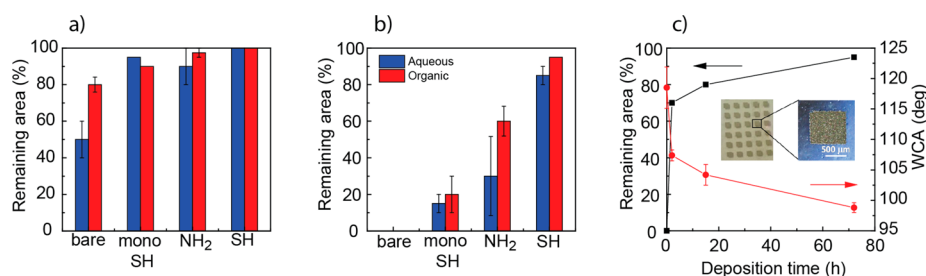 a)
Remaining area (%)
100
80
60
40
20
0
bare
mono
SH
NH₂
SH
b)
Remaining area (%)
100
80
60
40
20
0
Aqueous
Organic
bare
mono
SH
NH₂
SH
c)
Remaining area (%)
100
80
60
40
20
0
500 μm
125
120
115
110
105
100
95
WCA (deg)
0 20 40 60 80
Deposition time (h)